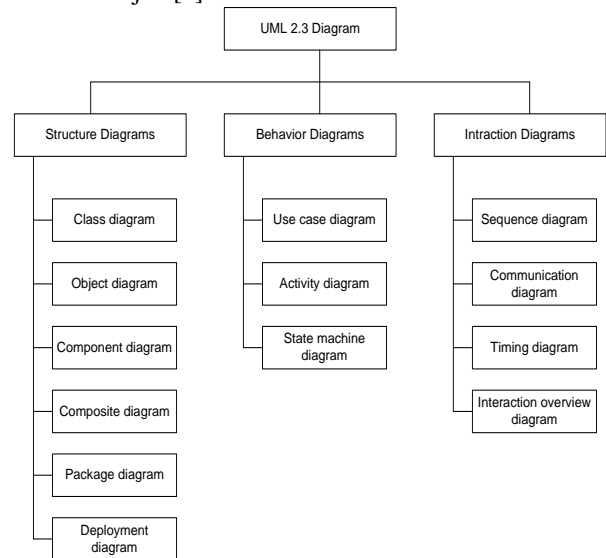 UML 2.3 Diagram
Structure Diagrams
Behavior Diagrams
Intraction Diagrams
Class diagram
Use case diagram
Sequence diagram
Object diagram
Activity diagram
Communication
diagram
Component diagram
State machine
diagram
Timing diagram
Composite diagram
Interaction overview
diagram
Package diagram
Deployment
diagram